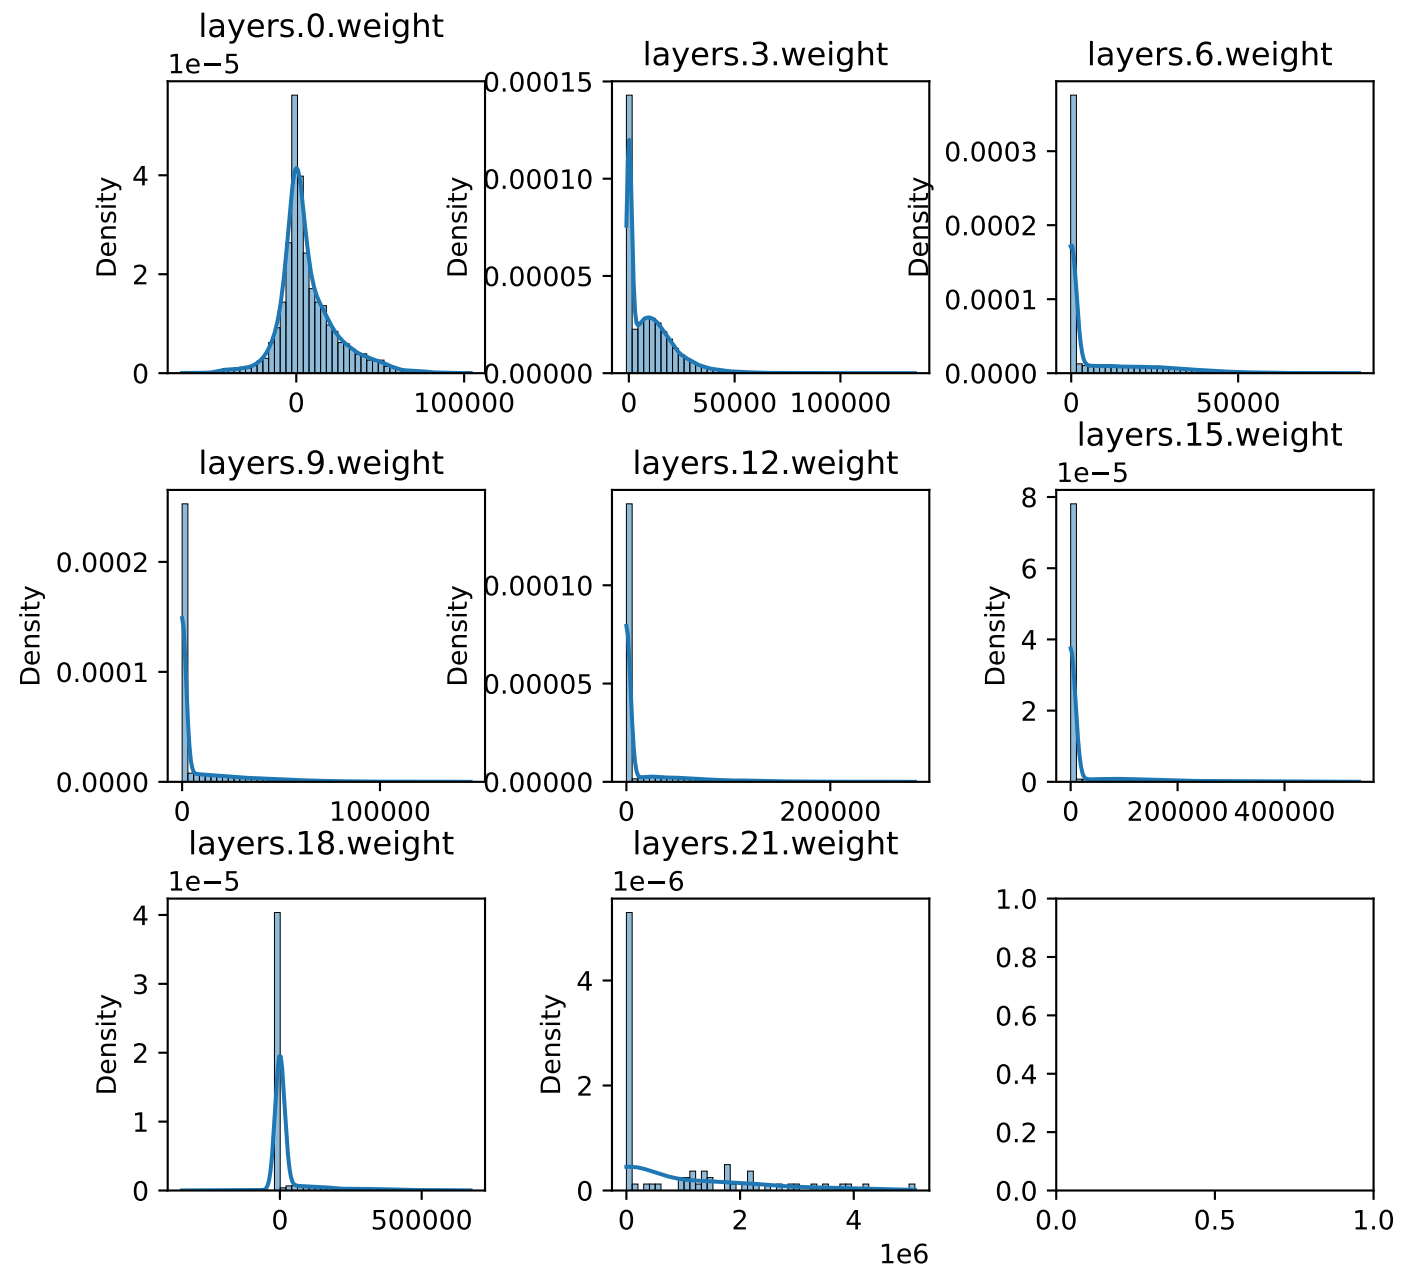 layers.0.weight
1e−5
Density
4
2
0
0
100000
layers.3.weight
Density
0.00015
0.00010
0.00005
0.00000
0
50000
100000
layers.6.weight
Density
0.0003
0.0002
0.0001
0.0000
0
50000
layers.9.weight
Density
0.0002
0.0001
0.0000
0
100000
layers.12.weight
Density
0.00010
0.00005
0.00000
0
200000
layers.15.weight
1e−5
Density
8
6
4
2
0
0
200000
400000
layers.18.weight
1e−5
Density
4
3
2
1
0
0
500000
layers.21.weight
1e−6
Density
4
2
0
0
2
4
1e6
1.0
0.8
0.6
0.4
0.2
0.0
0.0
0.5
1.0